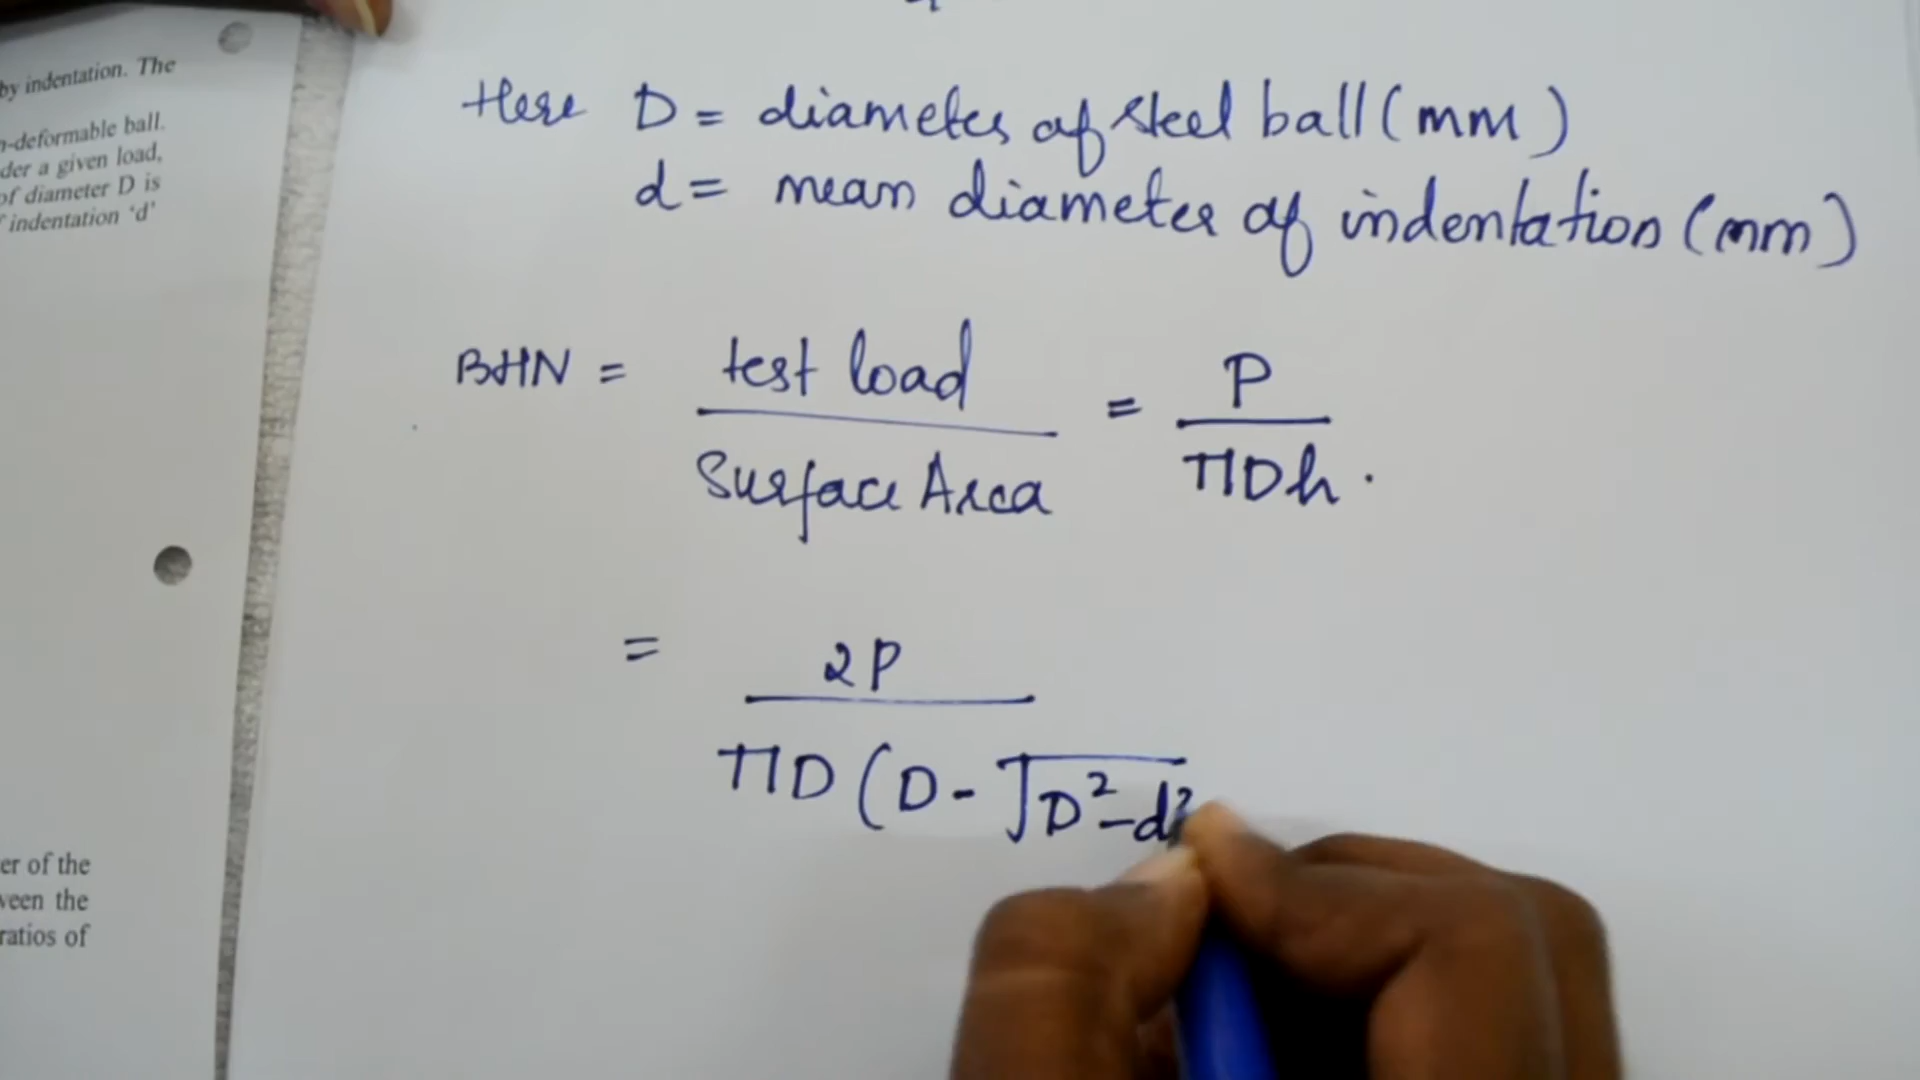 by indentation. The
n-deformable ball.
der a given load,
of diameter D is
indentation 'd'
er of the
ween the
ratios of
Here D = diameter of steel ball (mm)
d = mean diameter of indentation (mm)
BHN = test load / Surface Area = P / πDh.
= 2P / πD (D - √D²-d²